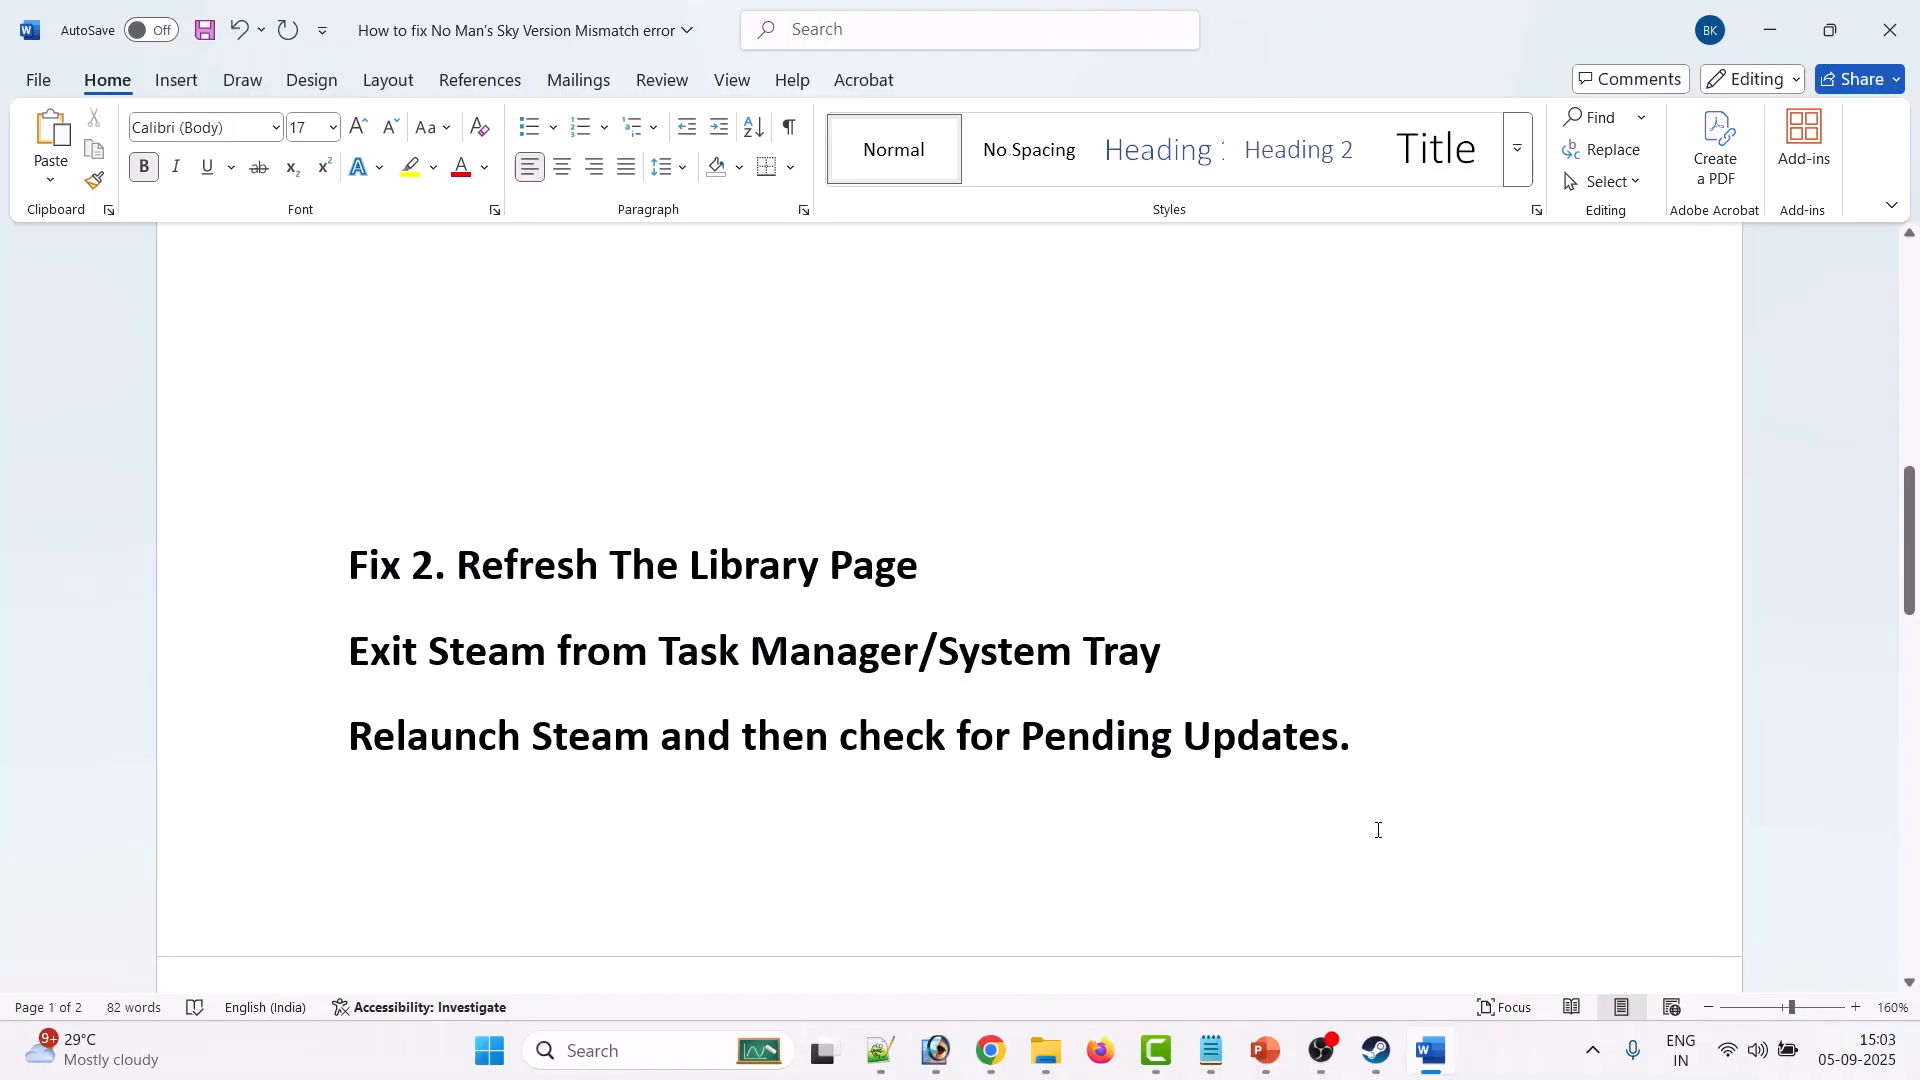 AutoSave Off How to fix No Man's Sky Version Mismatch error Search BK
File Home Insert Draw Design Layout References Mailings Review View Help Acrobat Comments Editing Share
Paste Calibri (Body) 17 Aa Normal No Spacing Heading 1 Heading 2 Title Find Replace Select Create a PDF Add-ins
Clipboard Font Paragraph Styles Editing Adobe Acrobat Add-ins
Fix 2. Refresh The Library Page
Exit Steam from Task Manager/System Tray
Relaunch Steam and then check for Pending Updates.
Page 1 of 2 82 words English (India) Accessibility: Investigate Focus 160%
9+ 29°C Search ENG 15:03
Mostly cloudy IN 05-09-2025